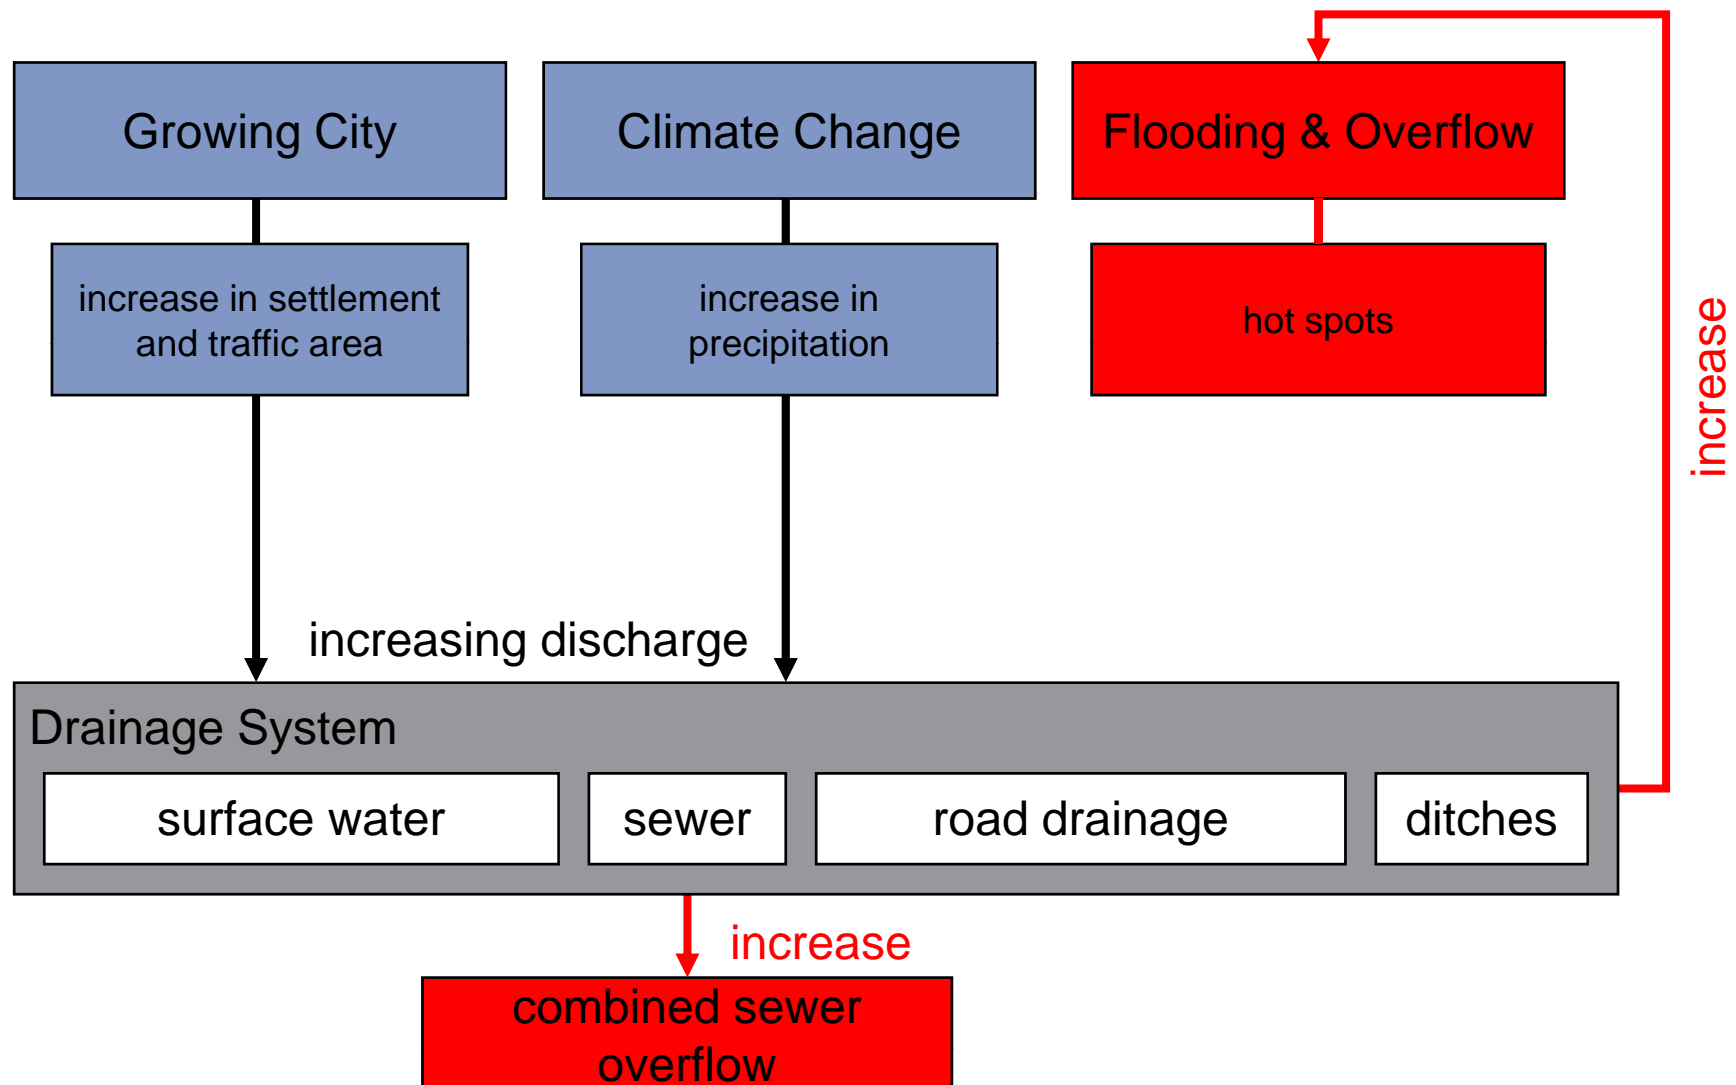 Growing City
Climate Change
Flooding & Overflow
increase in settlement
and traffic area
increase in
precipitation
hot spots
increase
increasing discharge
Drainage System
surface water
sewer
road drainage
ditches
increase
combined sewer
overflow